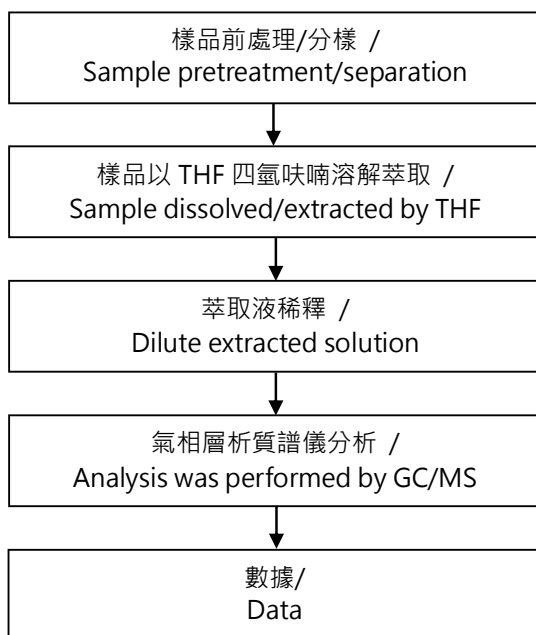 樣品前處理/分樣 /
Sample pretreatment/separation
樣品以 THF 四氫呋喃溶解萃取 /
Sample dissolved/extracted by THF
萃取液稀釋 /
Dilute extracted solution
氣相層析質譜儀分析 /
Analysis was performed by GC/MS
數據/
Data